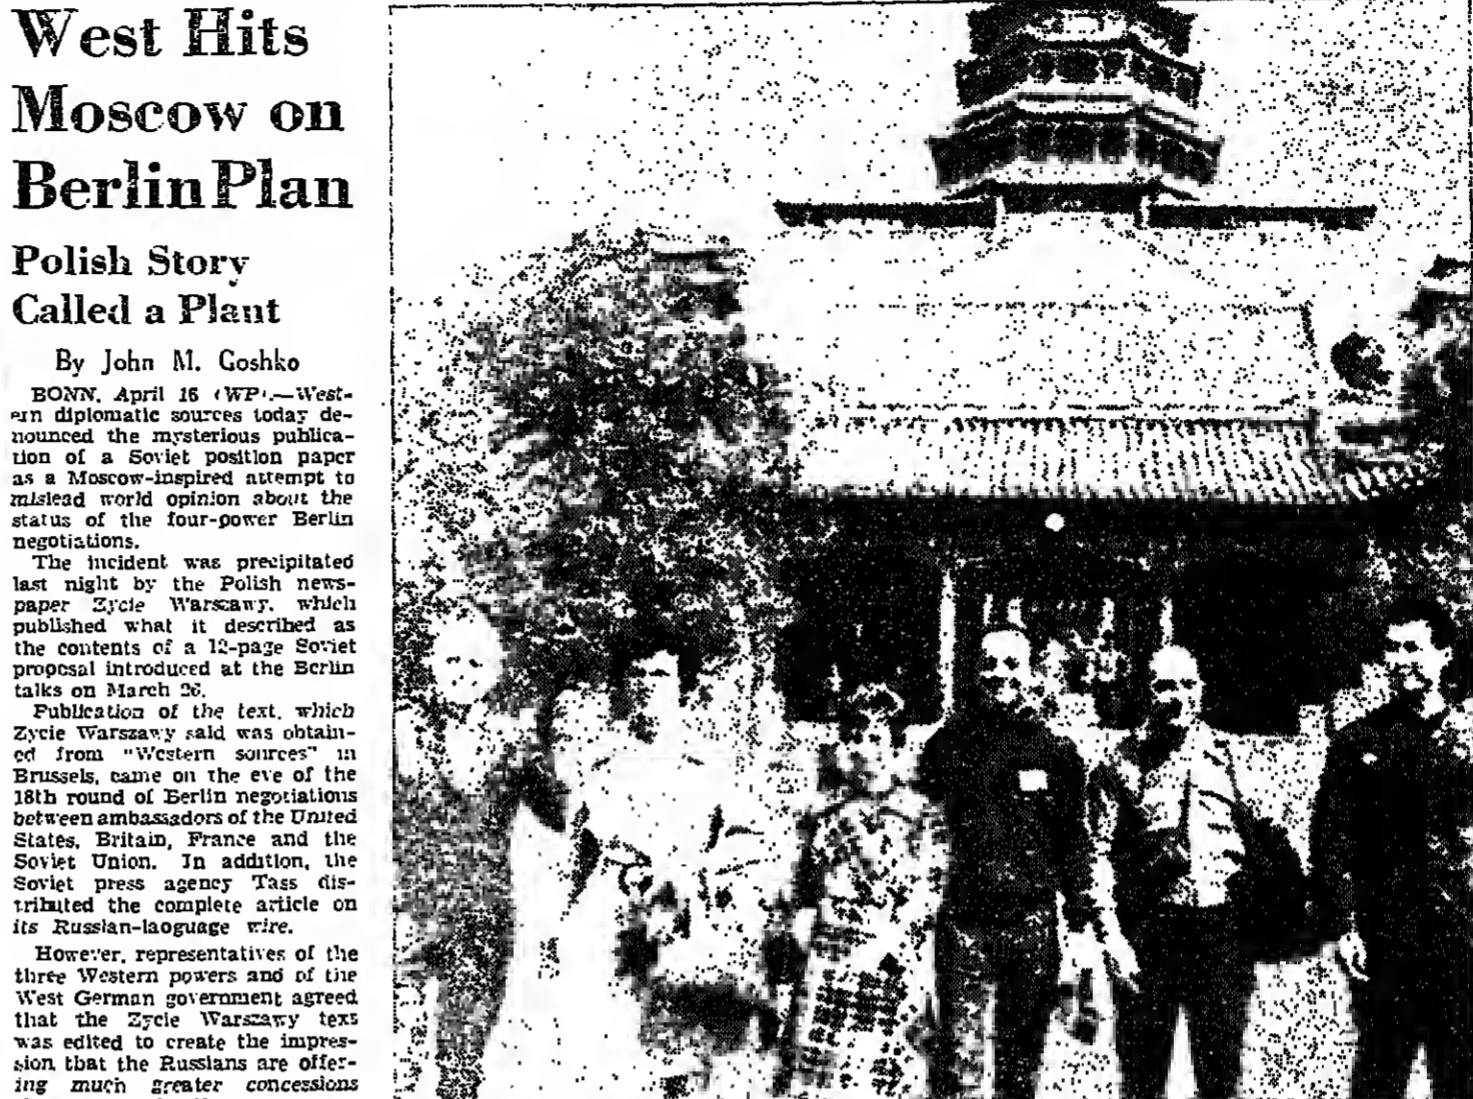 West Hits
Moscow on
Berlin Plan
Polish Story
Called a Plant
By John M. Goshko
BONN, April 16 (WP).—West-
ern diplomatic sources today de-
nounced the mysterious publica-
tion of a Soviet position paper
as a Moscow-inspired attempt to
mislead world opinion about the
status of the four-power Berlin
negotiations.
The incident was precipitated
last night by the Polish news-
paper Zycie Warszawy, which
published what it described as
the contents of a 12-page Soviet
proposal introduced at the Berlin
talks on March 26.
Publication of the text, which
Zycie Warszawy said was obtain-
ed from "Western sources" in
Brussels, came on the eve of the
18th round of Berlin negotiations
between ambassadors of the United
States, Britain, France and the
Soviet Union. In addition, the
Soviet press agency Tass dis-
tributed the complete article on
its Russian-laoguage wire.
However, representatives of the
three Western powers and of the
West German government agreed
that the Zycie Warszawy text
was edited to create the impres-
sion that the Russians are offer-
ing much greater concessions